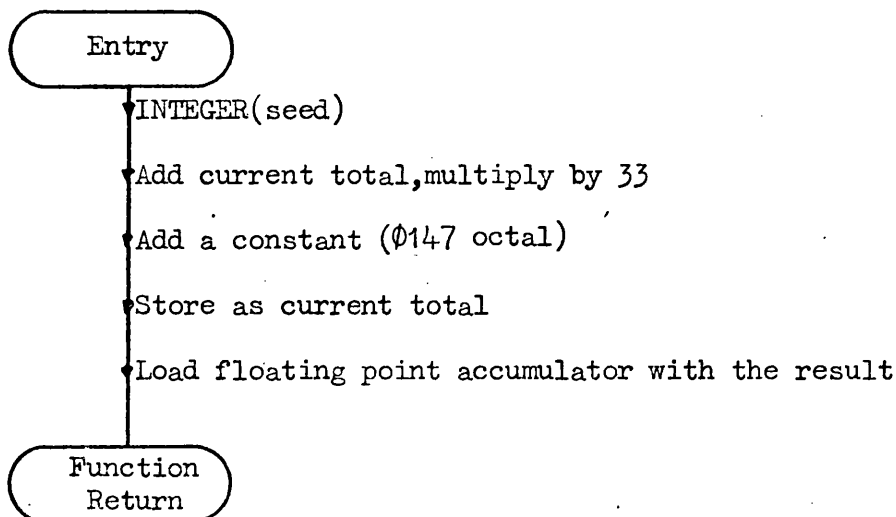 Entry
INTEGER(seed)
Add current total,multiply by 33
Add a constant (Ø147 octal)
Store as current total
Load floating point accumulator with the result
Function
Return